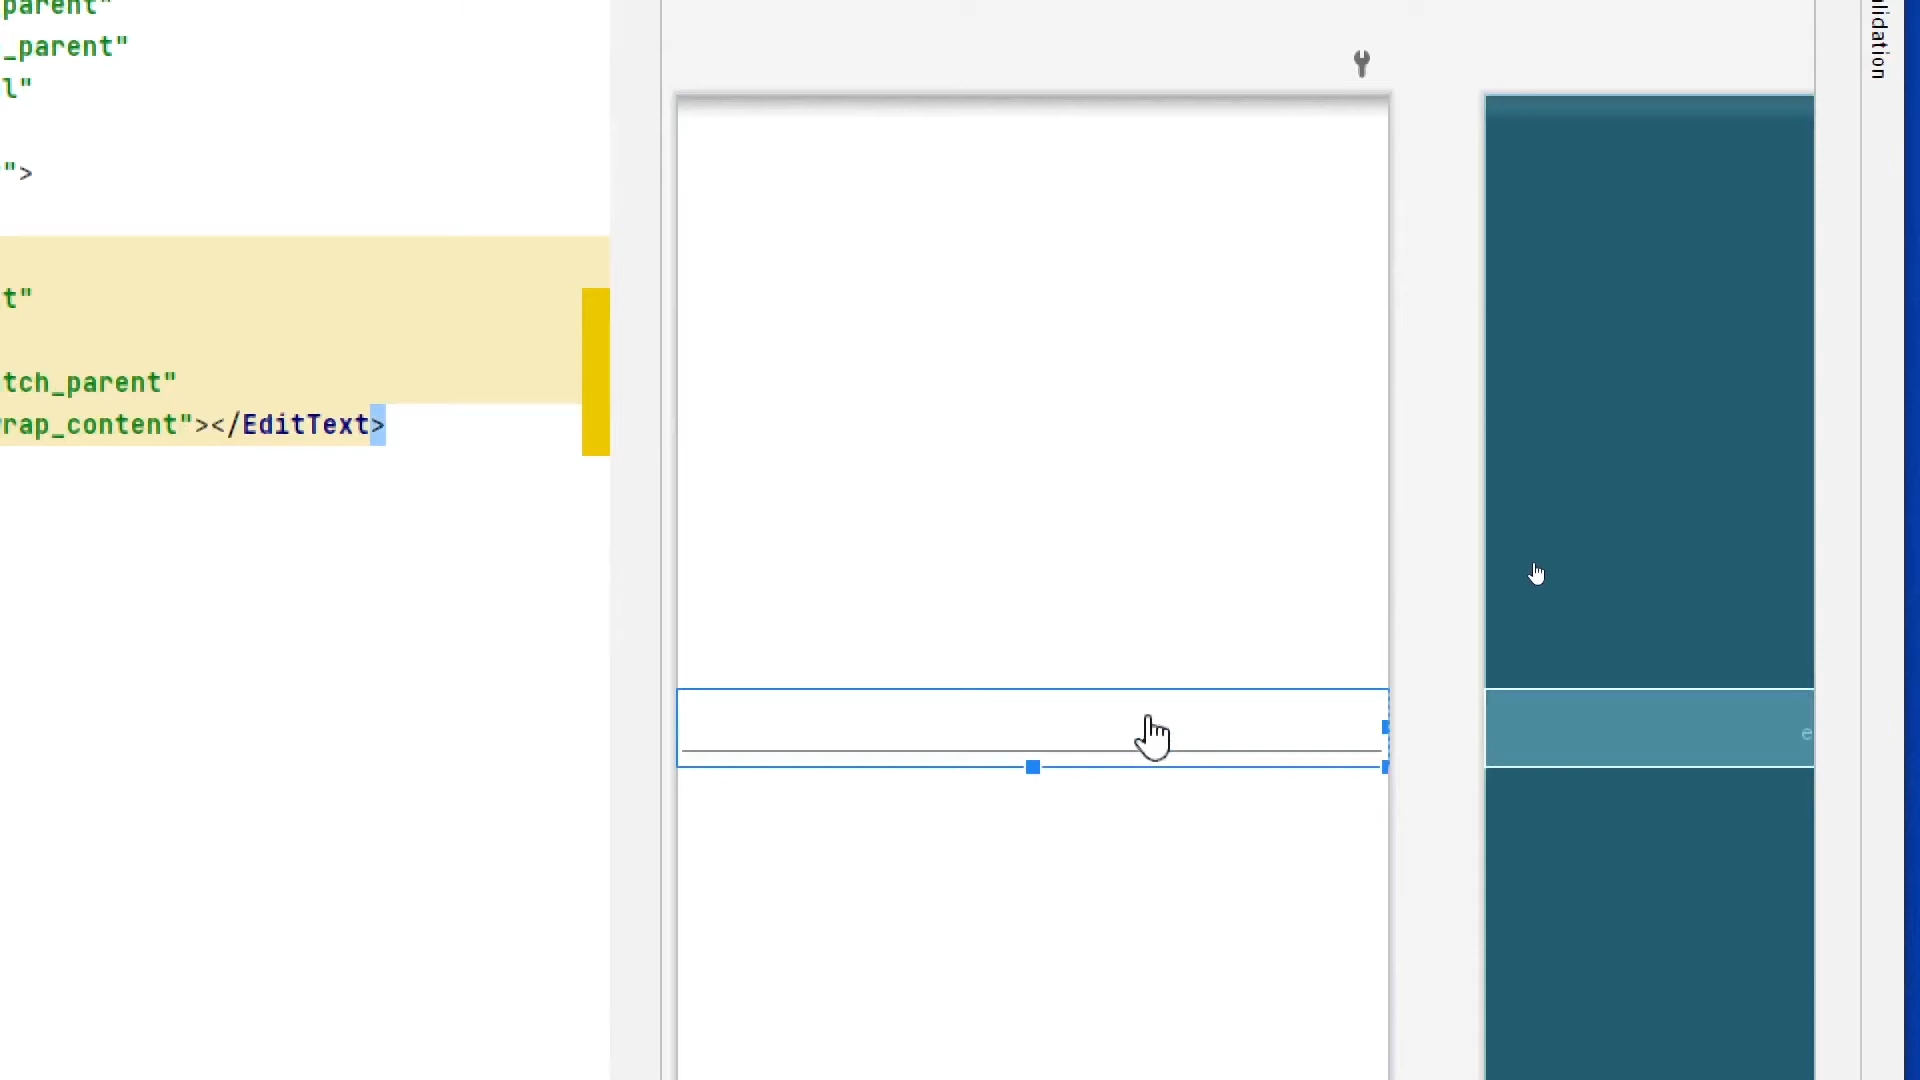 parent"
_parent"
l"
">
t"
tch_parent"
rap_content"></EditText>
e
lidation